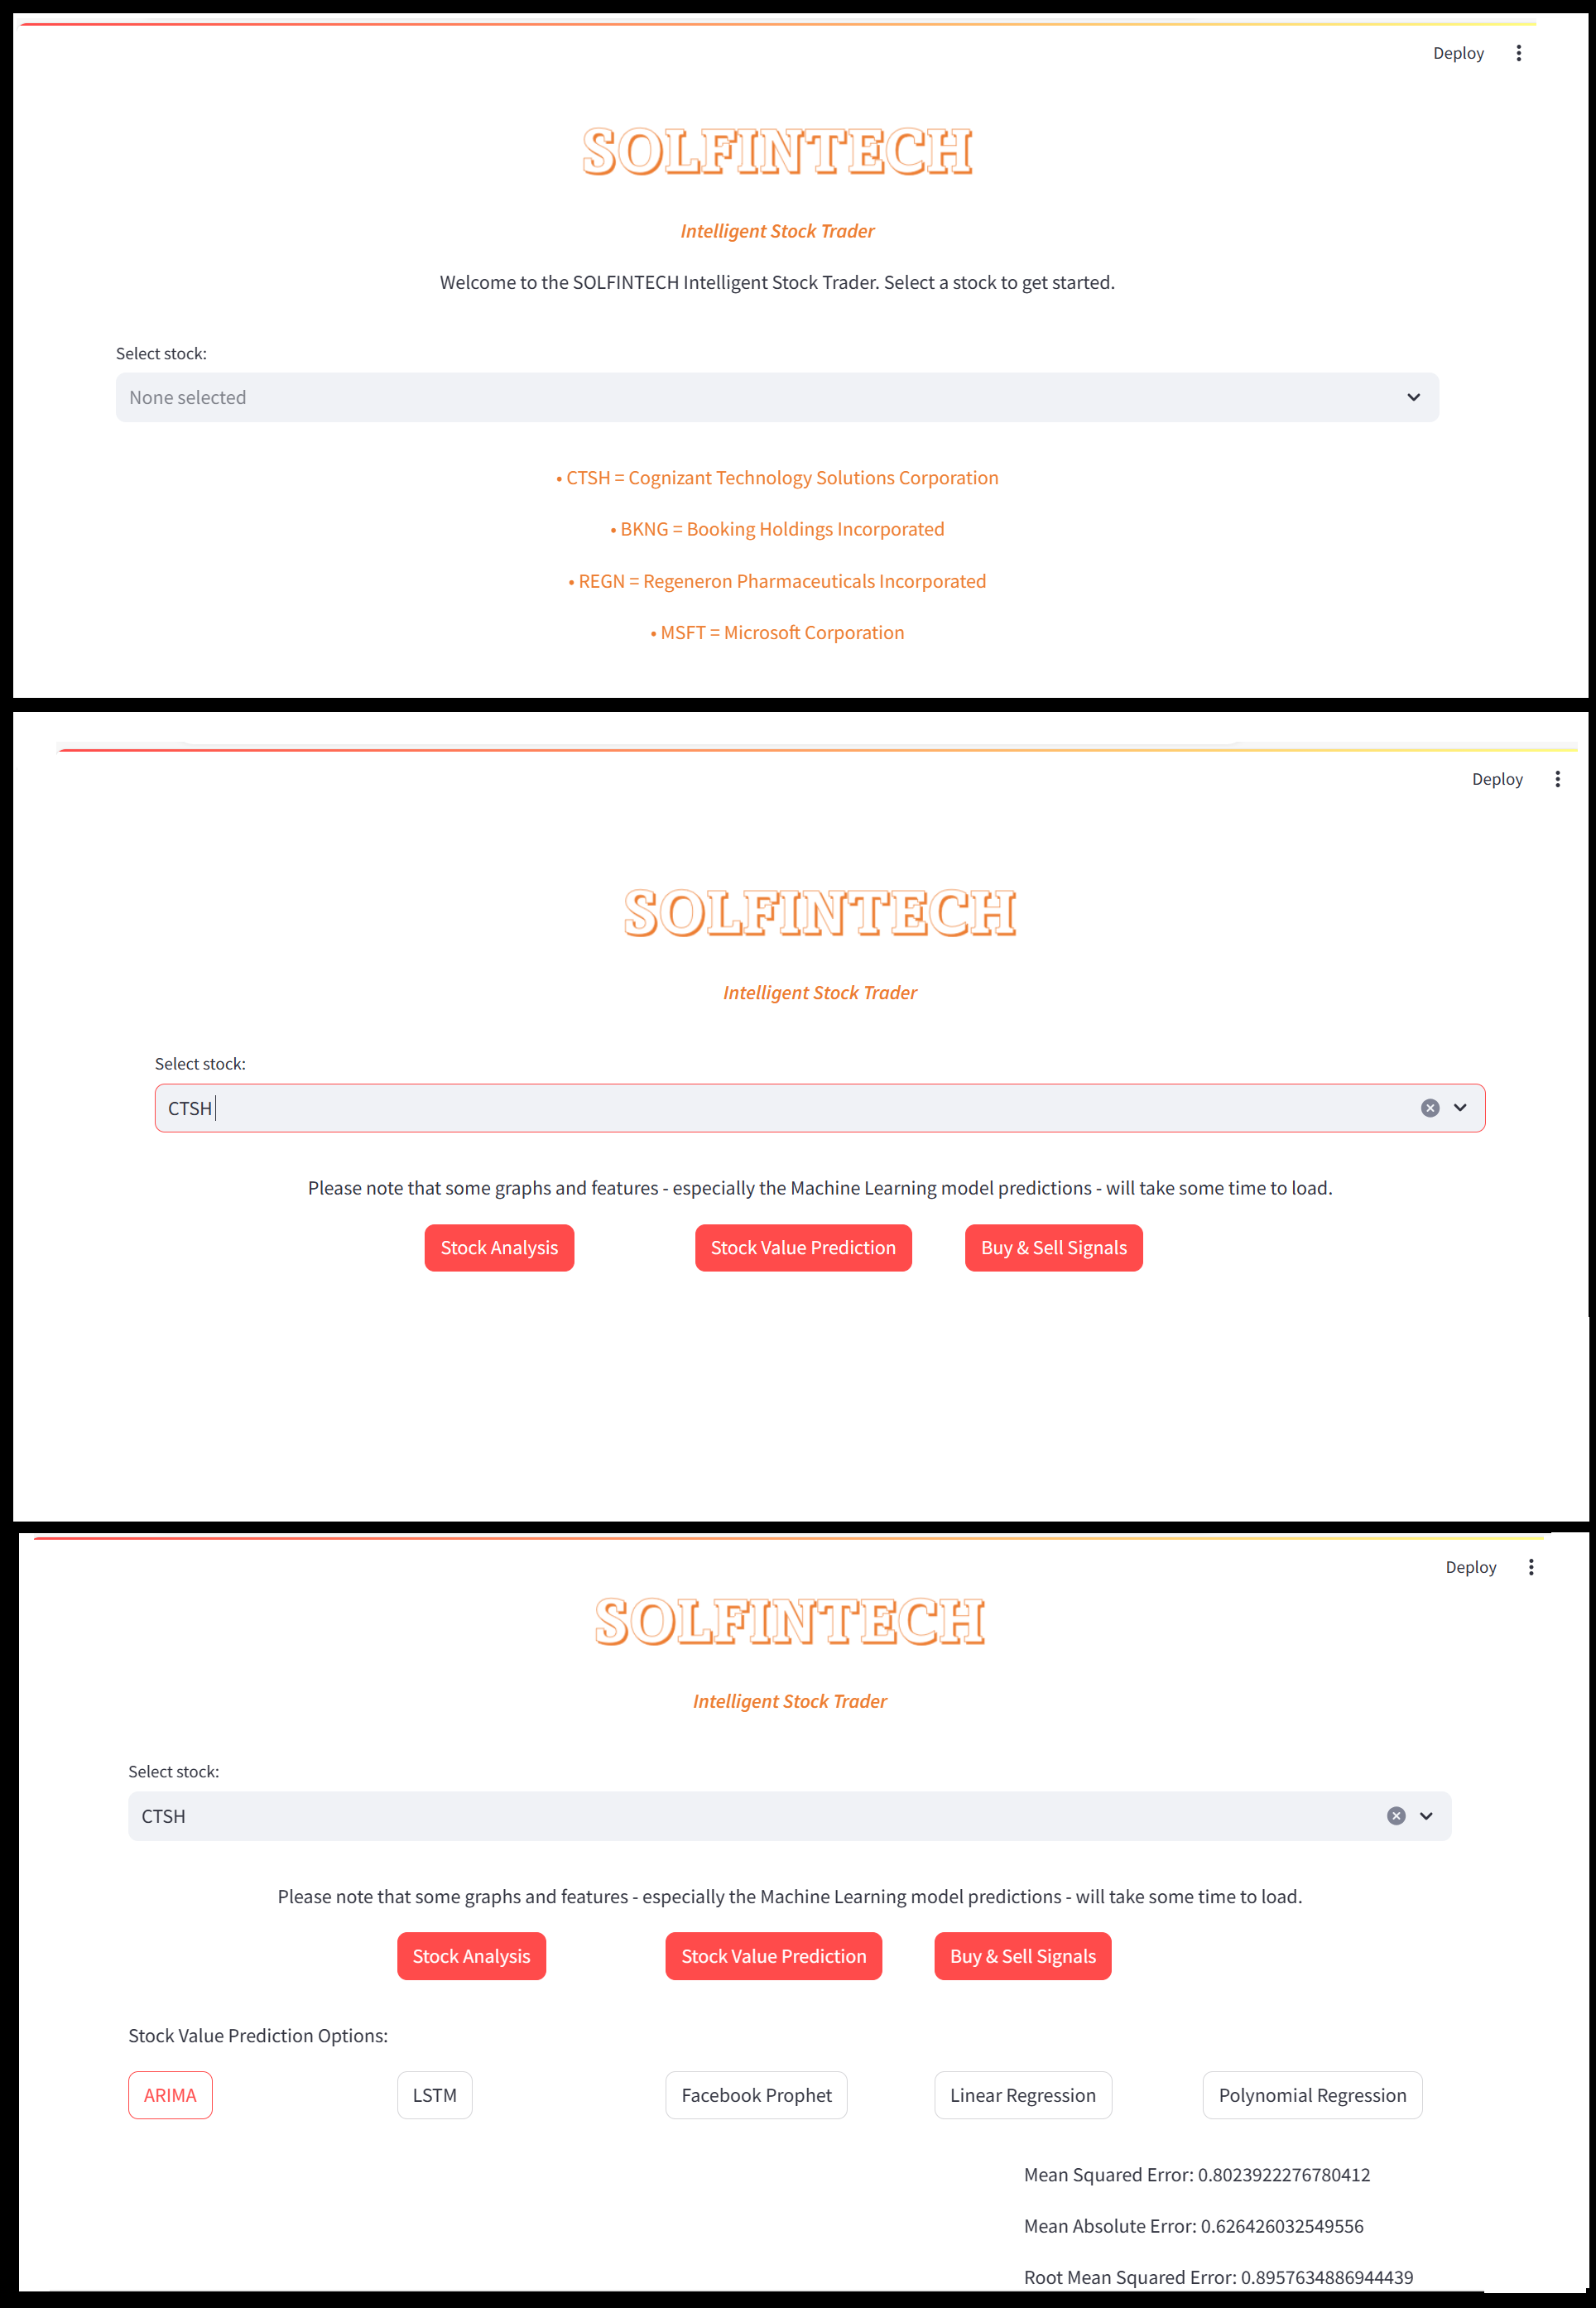 Deploy
SOLFINTECH
Intelligent Stock Trader
Welcome to the SOLFINTECH Intelligent Stock Trader. Select a stock to get started.
Select stock:
None selected
• CTSH = Cognizant Technology Solutions Corporation
• BKNG = Booking Holdings Incorporated
• REGN = Regeneron Pharmaceuticals Incorporated
• MSFT = Microsoft Corporation
Deploy
SOLFINTECH
Intelligent Stock Trader
Select stock:
CTSH
Please note that some graphs and features - especially the Machine Learning model predictions - will take some time to load.
Stock Analysis Stock Value Prediction Buy & Sell Signals
Deploy
SOLFINTECH
Intelligent Stock Trader
Select stock:
CTSH
Please note that some graphs and features - especially the Machine Learning model predictions - will take some time to load.
Stock Analysis Stock Value Prediction Buy & Sell Signals
Stock Value Prediction Options:
ARIMA LSTM Facebook Prophet Linear Regression Polynomial Regression
Mean Squared Error: 0.8023922276780412
Mean Absolute Error: 0.626426032549556
Root Mean Squared Error: 0.8957634886944439